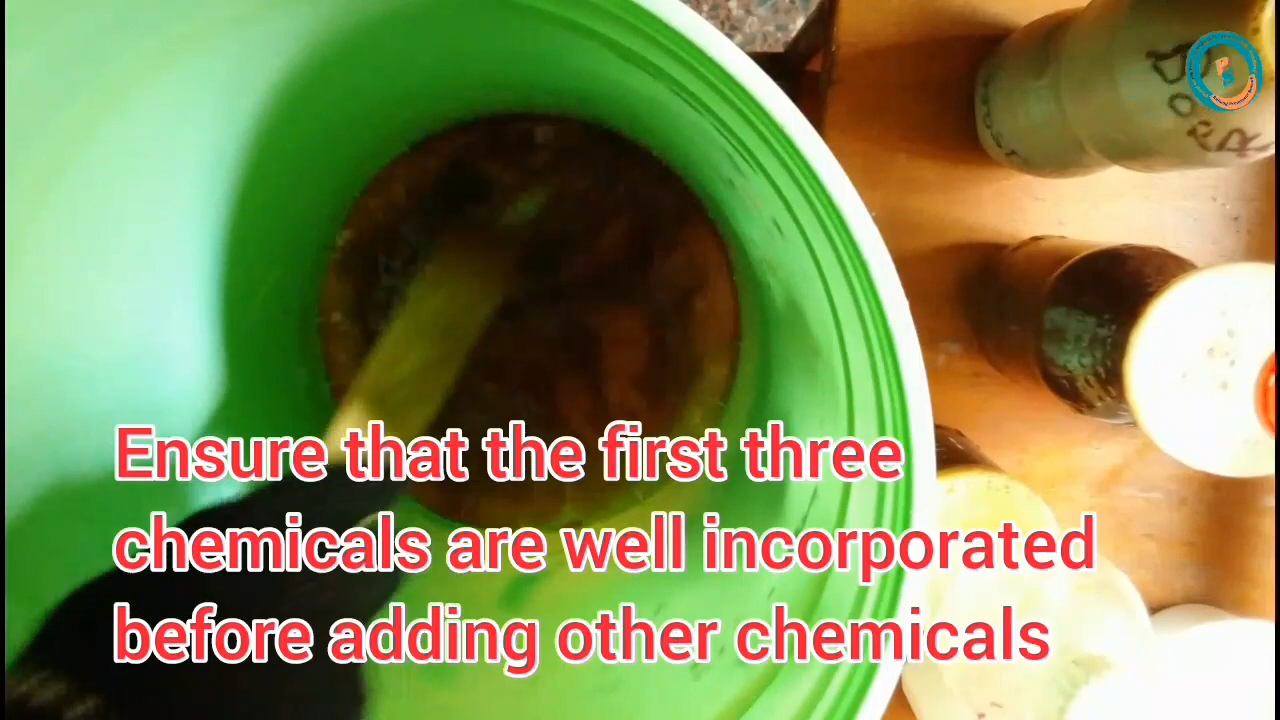 Ensure that the first three
chemicals are well incorporated
before adding other chemicals